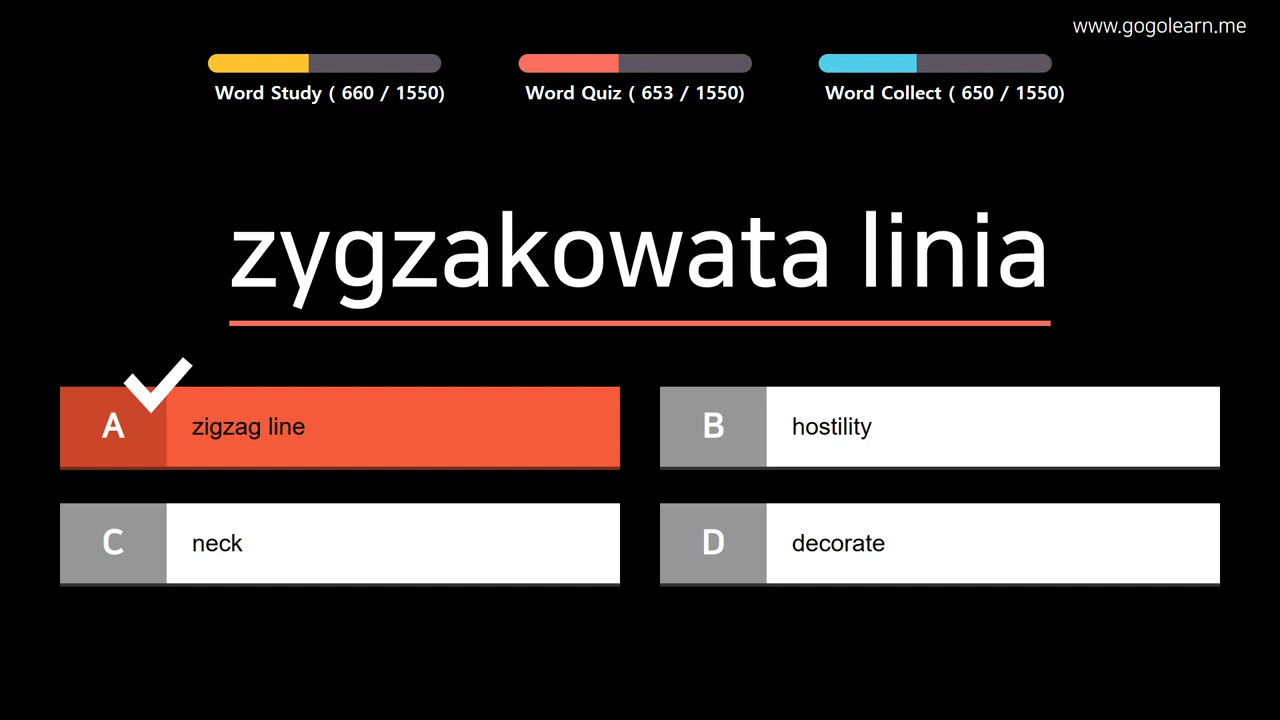 www.gogolearn.me
Word Study ( 660 / 1550)
Word Quiz ( 653 / 1550)
Word Collect ( 650 / 1550)
zygzakowata linia
A zigzag line
B hostility
C neck
D decorate